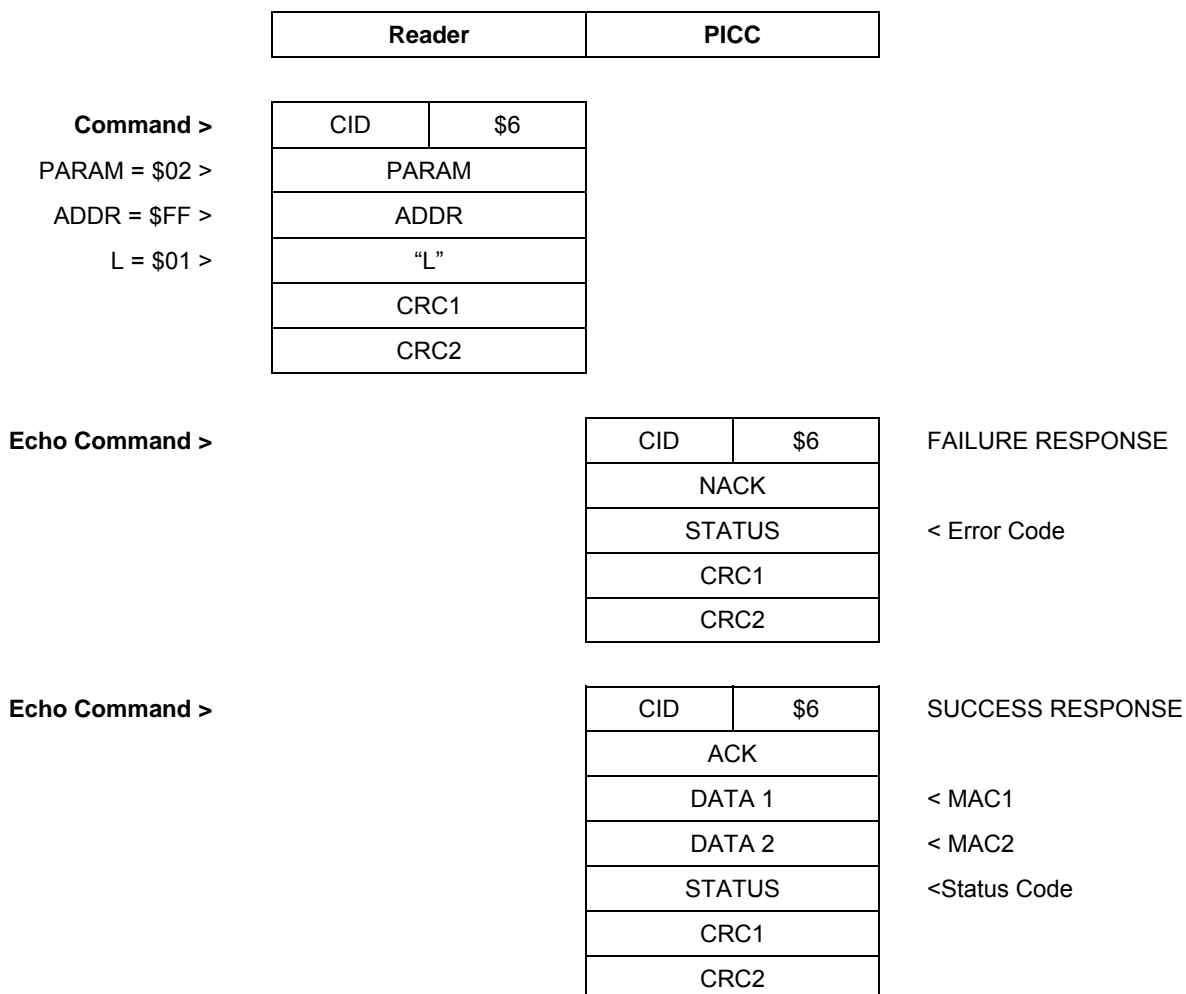 Reader PICC
Command > CID $6
PARAM = $02 > PARAM
ADDR = $FF > ADDR
L = $01 > “L”
CRC1
CRC2
Echo Command > CID $6 FAILURE RESPONSE
NACK
STATUS < Error Code
CRC1
CRC2
Echo Command > CID $6 SUCCESS RESPONSE
ACK
DATA 1 < MAC1
DATA 2 < MAC2
STATUS <Status Code
CRC1
CRC2